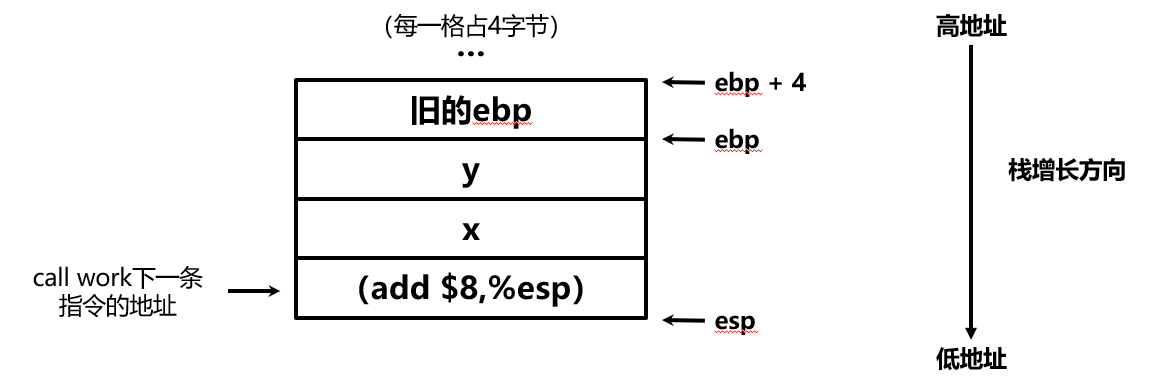 （每一格占4字节）
...
高地址
ebp + 4
旧的ebp
ebp
y
栈增长方向
x
call work下一条
指令的地址
(add $8,%esp)
esp
低地址